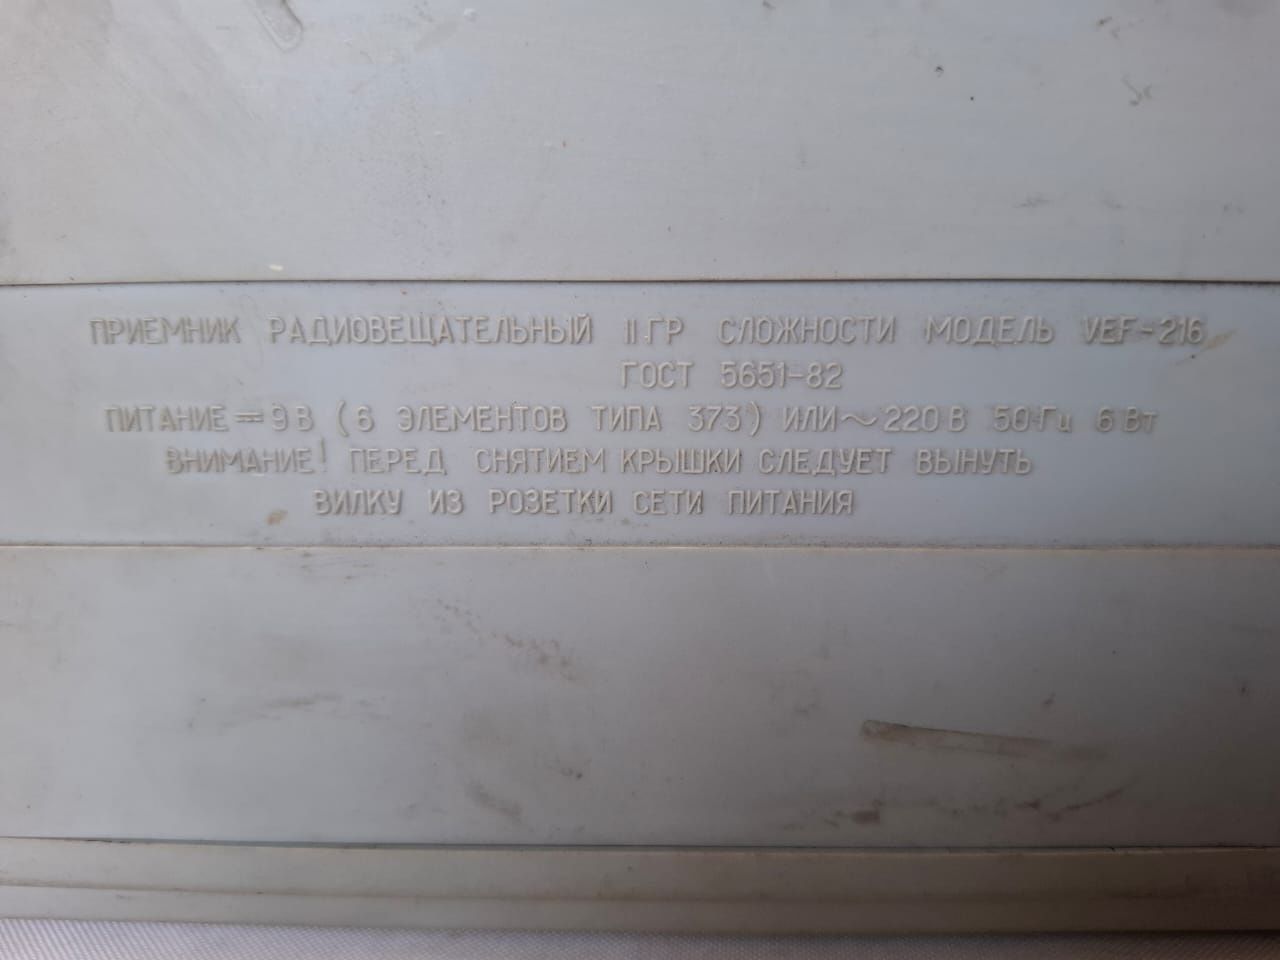 ПРИЕМНИК РАДИОВЕЩАТЕЛЬНЫЙ II.ГР СЛОЖНОСТИ МОДЕЛЬ VEF-216
ГОСТ 5651-82
ПИТАНИЕ = 9 В (6 ЭЛЕМЕНТОВ ТИПА 373) ИЛИ ~ 220 В 50 Гц 6 Вт
ВНИМАНИЕ! ПЕРЕД СНЯТИЕМ КРЫШКИ СЛЕДУЕТ ВЫНУТЬ
ВИЛКУ ИЗ РОЗЕТКИ СЕТИ ПИТАНИЯ